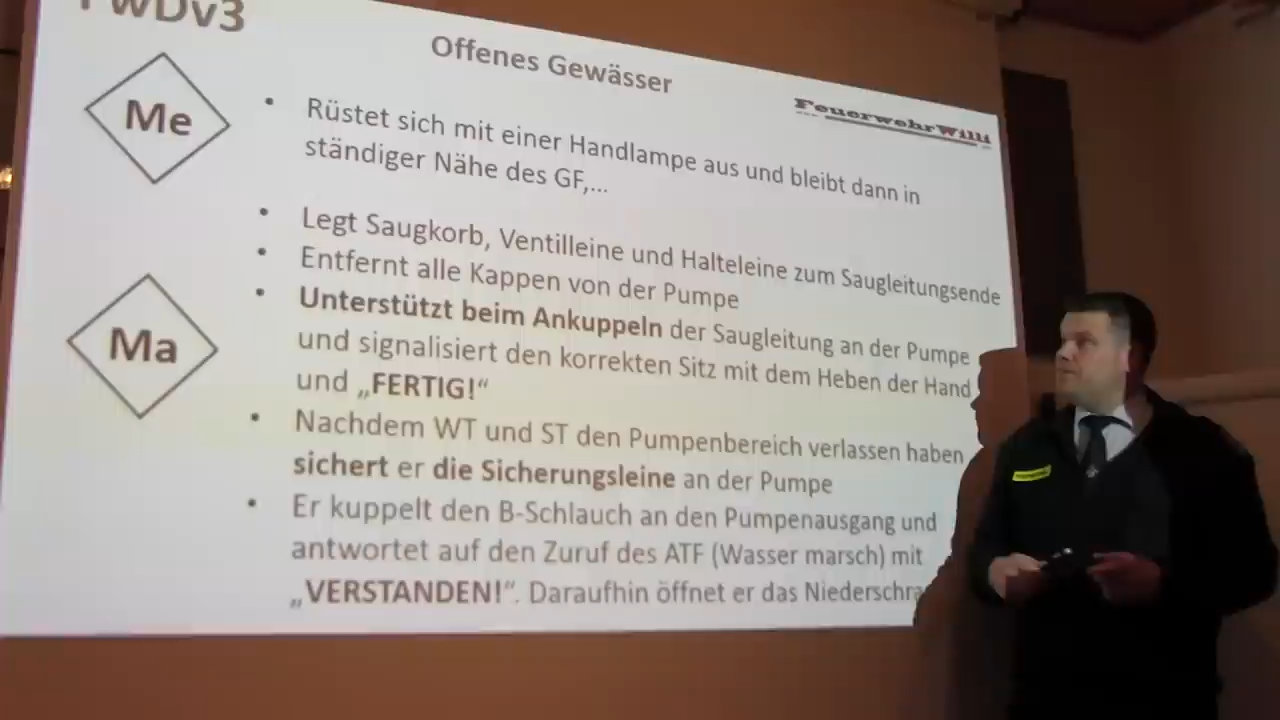 FwDv3
Offenes Gewässer
FeuerwehrWilli
Me
• Rüstet sich mit einer Handlampe aus und bleibt dann in
ständiger Nähe des GF,...
Ma
• Legt Saugkorb, Ventilleine und Halteleine zum Saugleitungsende
• Entfernt alle Kappen von der Pumpe
• Unterstützt beim Ankuppeln der Saugleitung an der Pumpe
und signalisiert den korrekten Sitz mit dem Heben der Hand
und „FERTIG!“
• Nachdem WT und ST den Pumpenbereich verlassen haben
sichert er die Sicherungsleine an der Pumpe
• Er kuppelt den B-Schlauch an den Pumpenausgang und
antwortet auf den Zuruf des ATF (Wasser marsch) mit
„VERSTANDEN!“. Daraufhin öffnet er das Niederschra